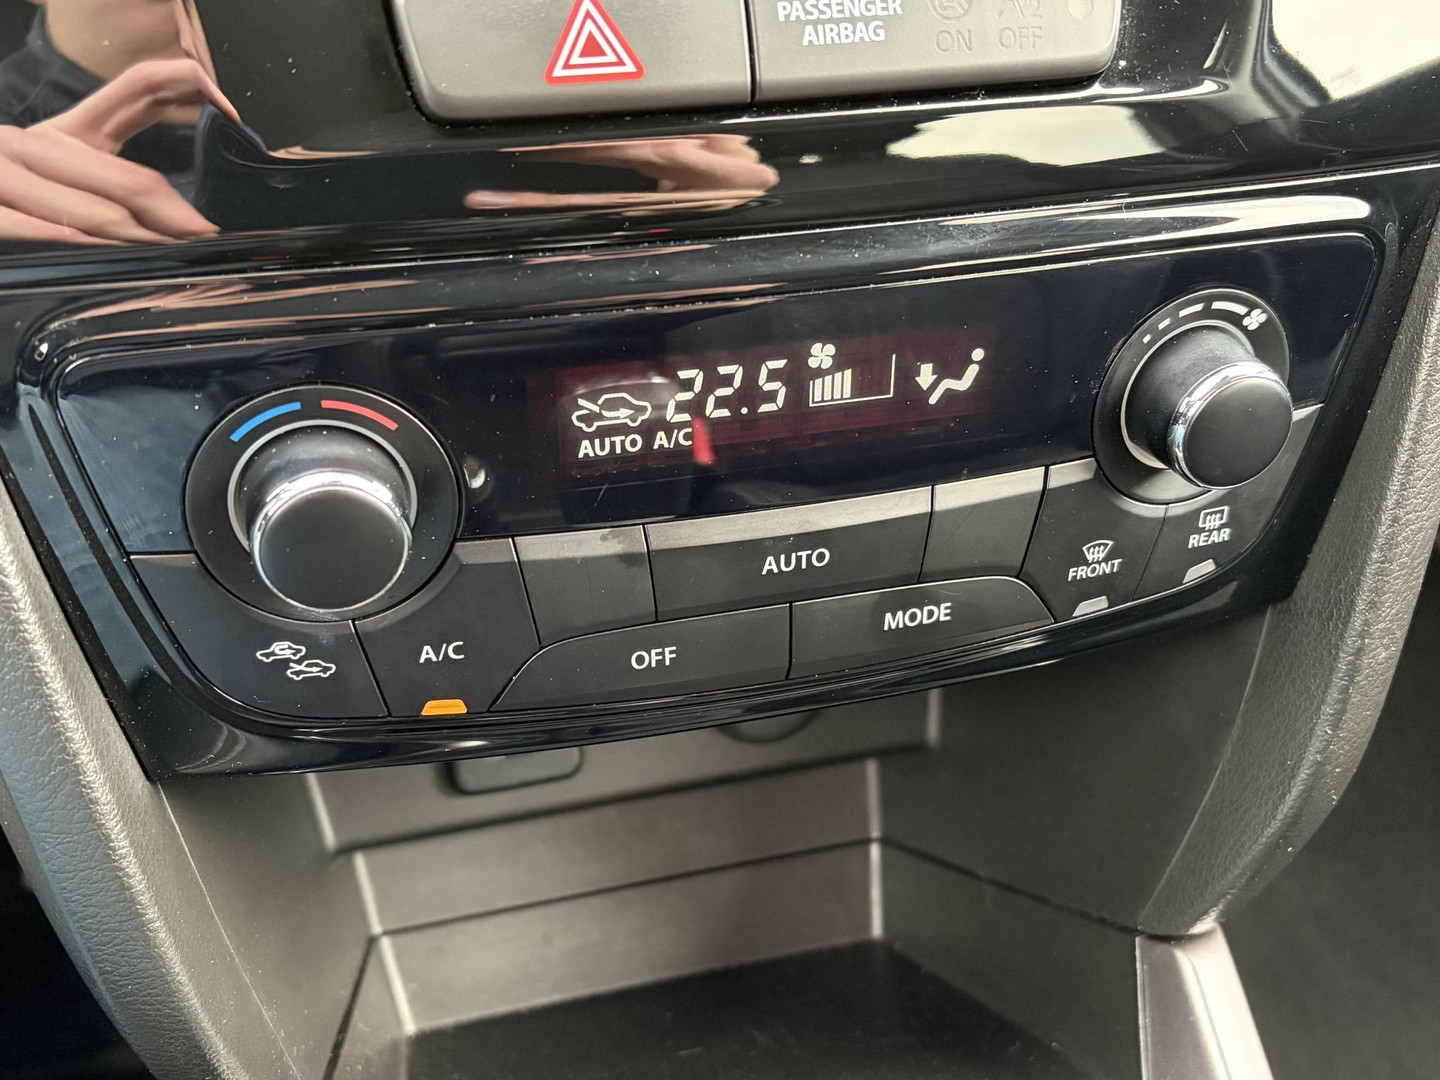 PASSENGER
AIRBAG
ON OFF
22.5
AUTO A/C
AUTO
FRONT
REAR
A/C
OFF
MODE